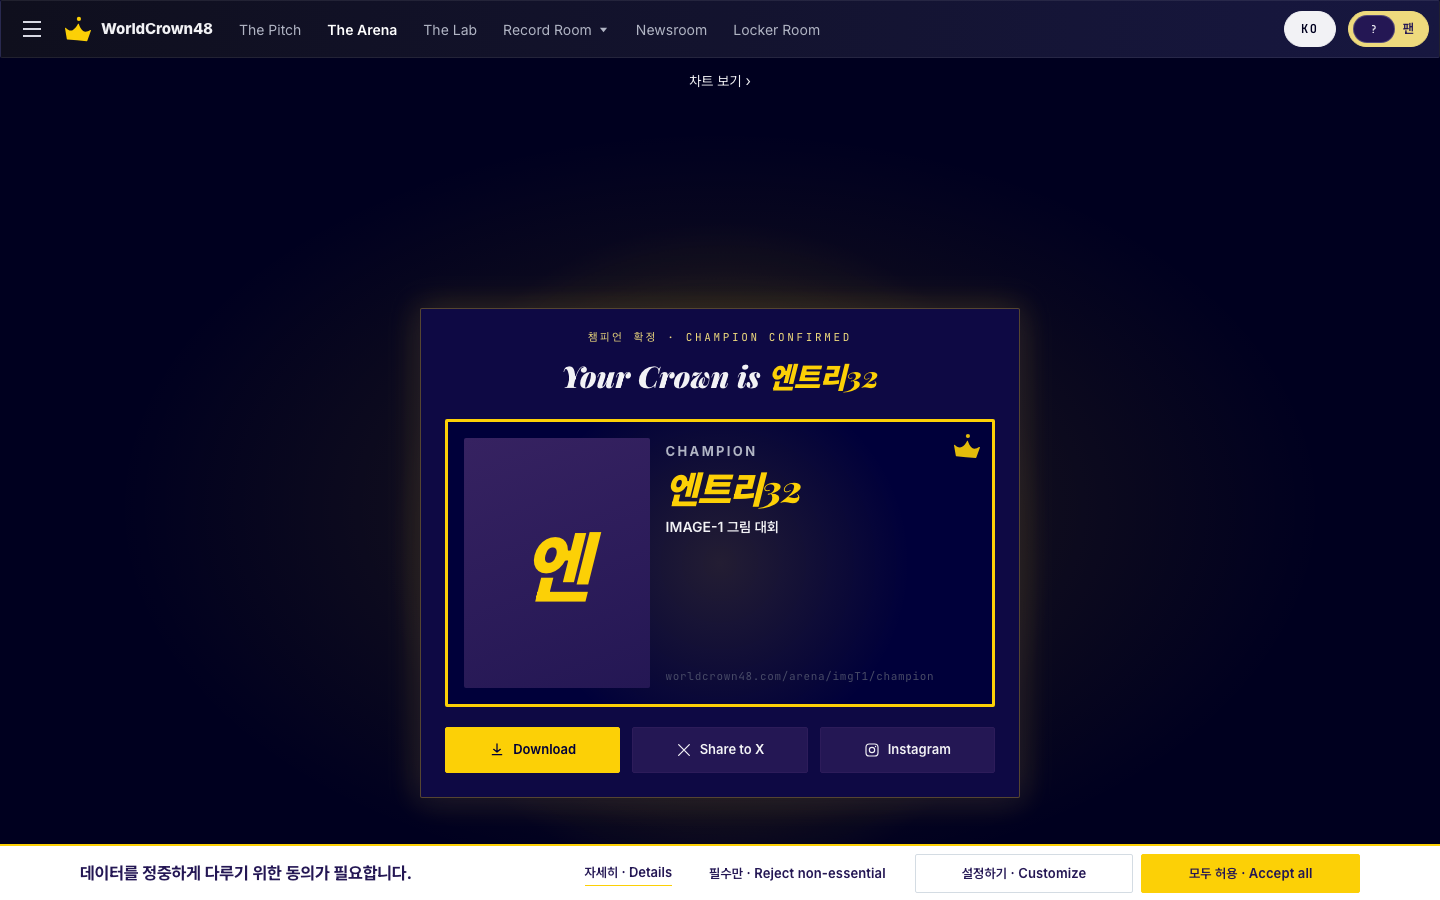 WorldCrown48
The Pitch
The Arena
The Lab
Record Room
Newsroom
Locker Room
KO
?
팬
차트 보기 ›
챔피언 확정 · CHAMPION CONFIRMED
Your Crown is 엔트리32
엔
CHAMPION
엔트리32
IMAGE-1 그림 대회
worldcrown48.com/arena/imgT1/champion
Download
Share to X
Instagram
데이터를 정중하게 다루기 위한 동의가 필요합니다.
자세히 · Details
필수만 · Reject non-essential
설정하기 · Customize
모두 허용 · Accept all